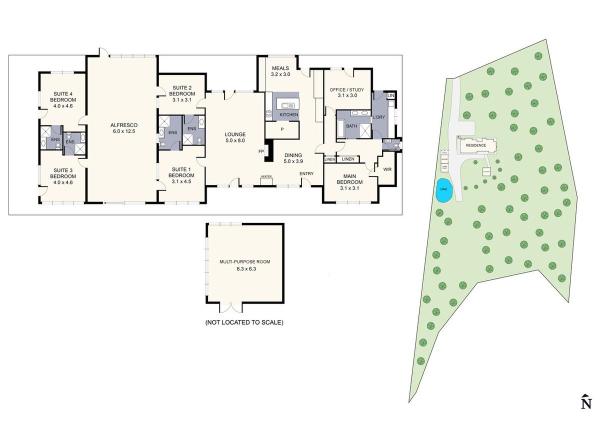 SUITE 4
BEDROOM
4.0 x 4.6
ENS
ENS
SUITE 3
BEDROOM
4.0 x 4.6
ALFRESCO
6.0 x 12.5
SUITE 2
BEDROOM
3.1 x 3.1
ENS
ENS
SUITE 1
BEDROOM
3.1 x 4.5
LOUNGE
5.0 x 8.0
FP
MEALS
3.2 x 3.0
KITCHEN
P
DINING
5.0 x 3.9
ENTRY
OFFICE / STUDY
3.1 x 3.0
LIN
L'DRY
BATH
LINEN
LINEN
WIR
MAIN
BEDROOM
3.1 x 3.1
MULTI-PURPOSE ROOM
6.3 x 6.3
(NOT LOCATED TO SCALE)
RESIDENCE
N